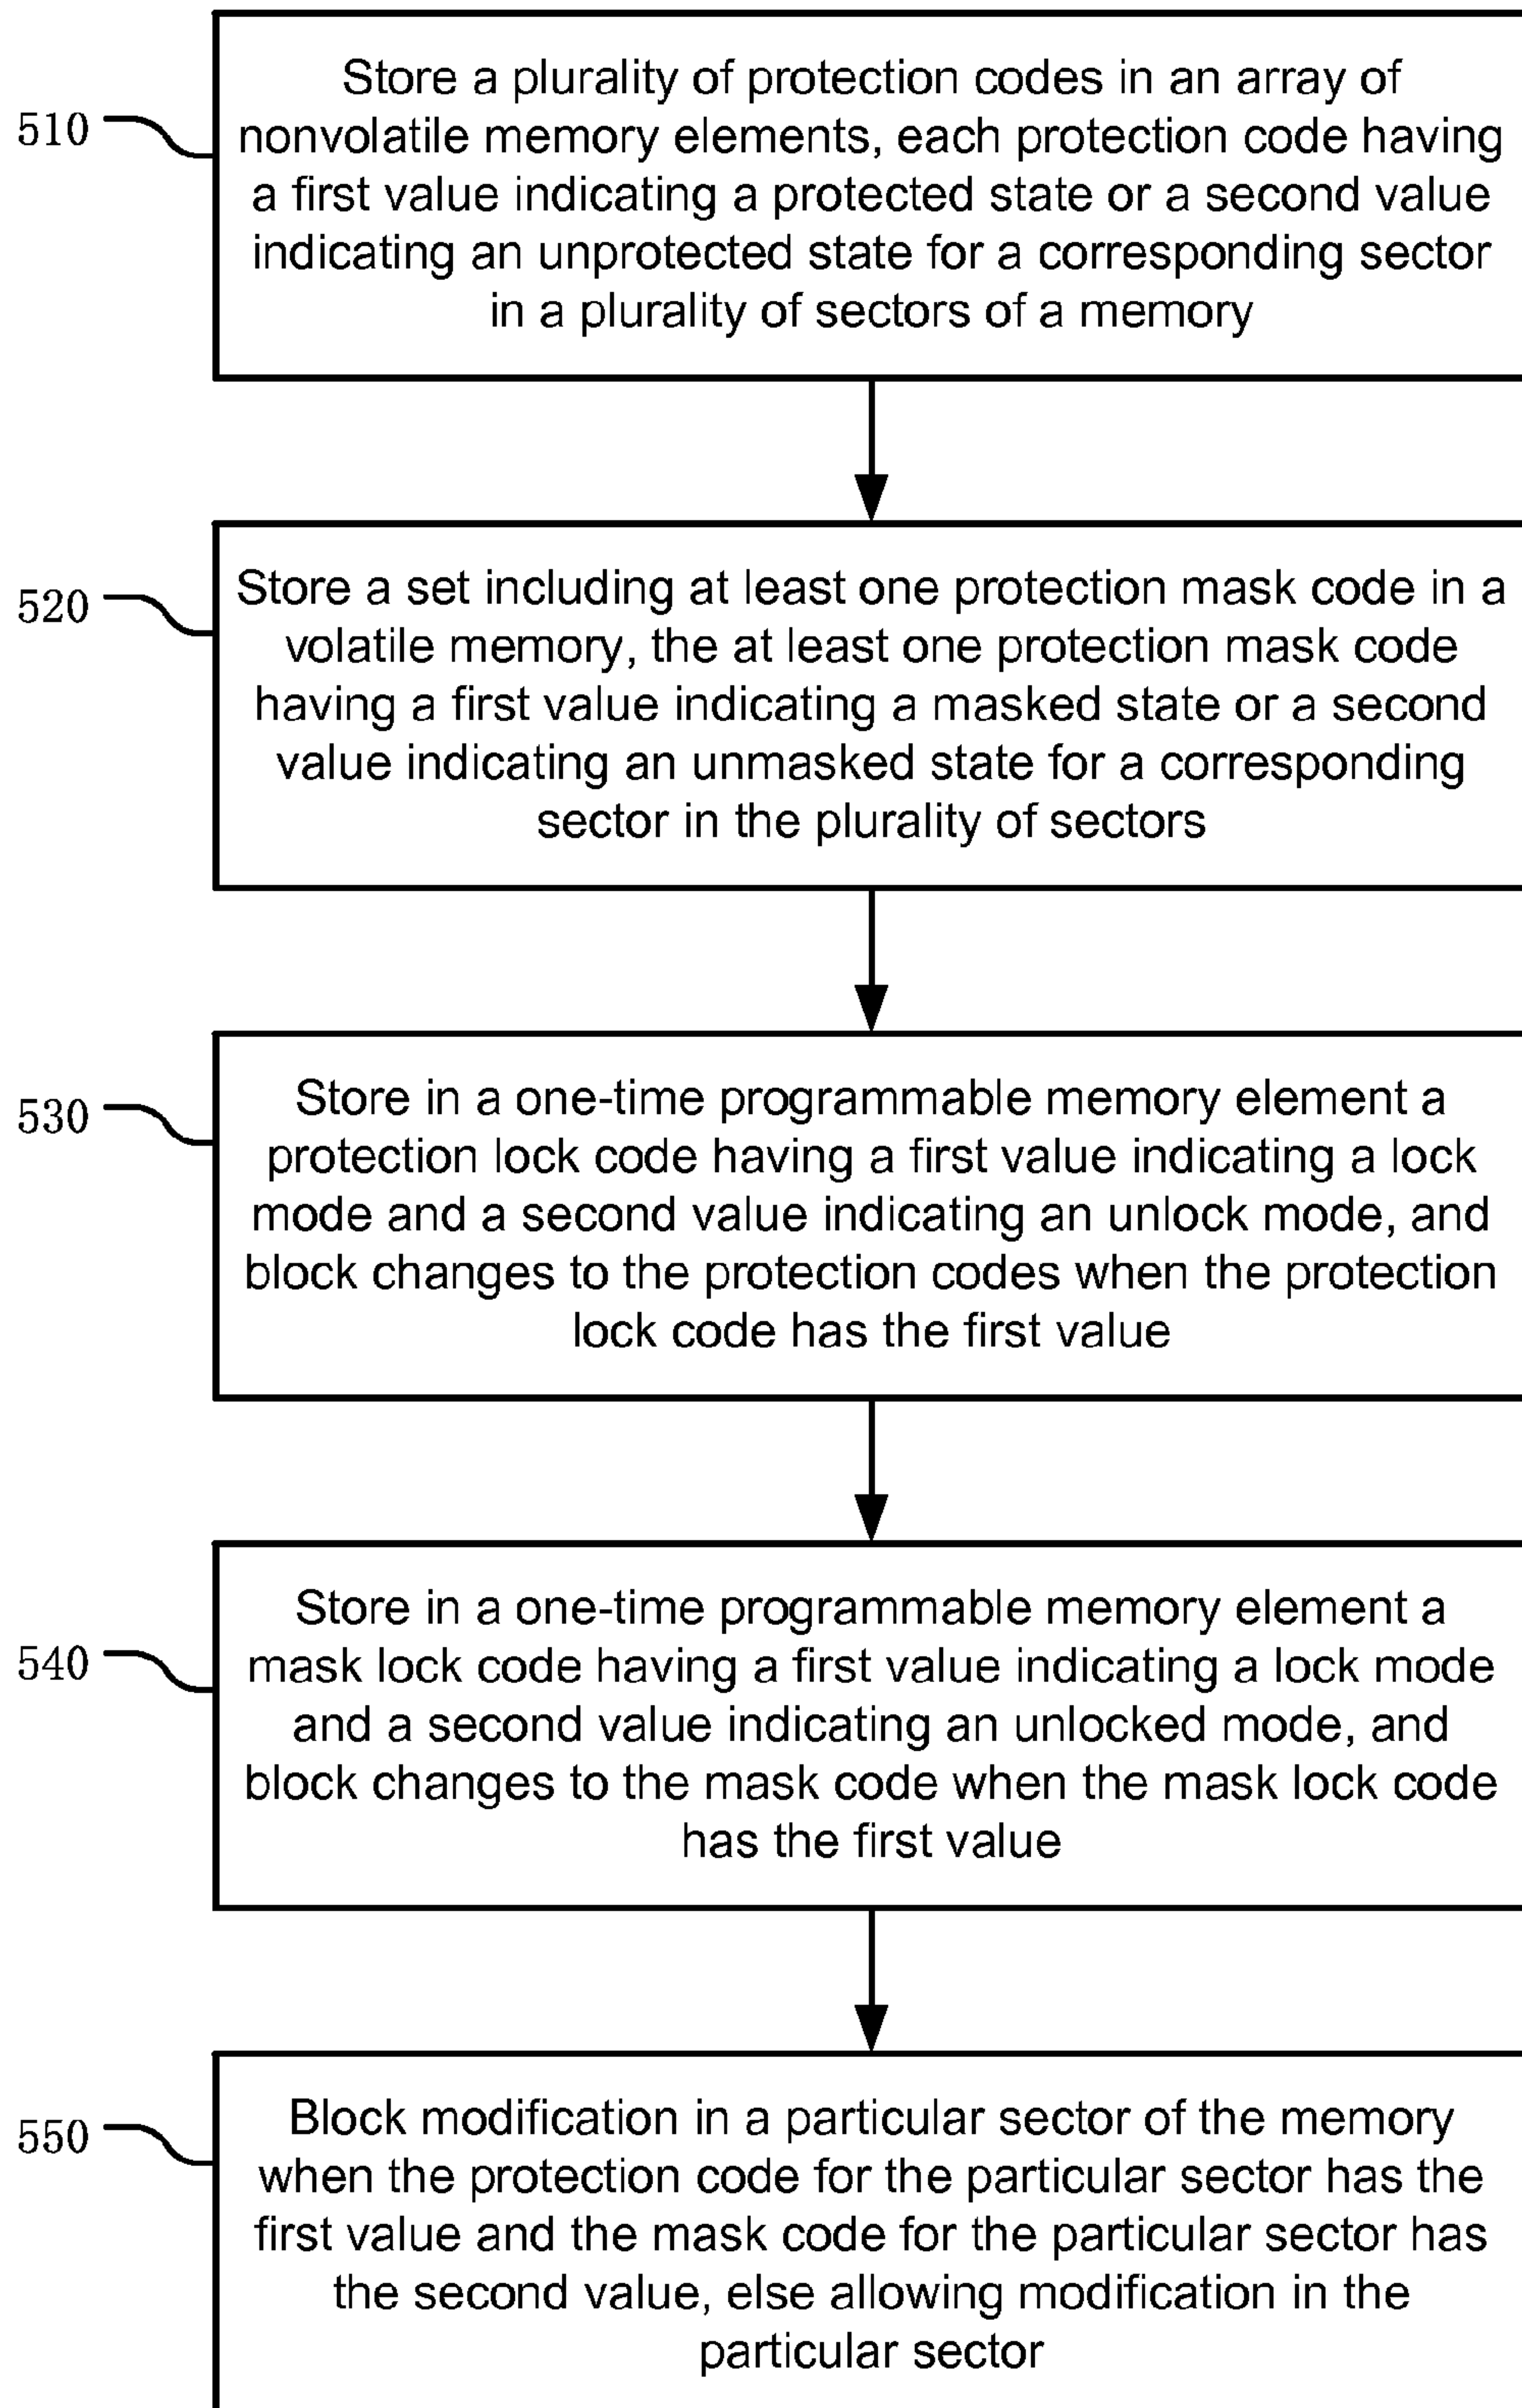 510
Store a plurality of protection codes in an array of
nonvolatile memory elements, each protection code having
a first value indicating a protected state or a second value
indicating an unprotected state for a corresponding sector
in a plurality of sectors of a memory
520
Store a set including at least one protection mask code in a
volatile memory, the at least one protection mask code
having a first value indicating a masked state or a second
value indicating an unmasked state for a corresponding
sector in the plurality of sectors
530
Store in a one-time programmable memory element a
protection lock code having a first value indicating a lock
mode and a second value indicating an unlock mode, and
block changes to the protection codes when the protection
lock code has the first value
540
Store in a one-time programmable memory element a
mask lock code having a first value indicating a lock mode
and a second value indicating an unlocked mode, and
block changes to the mask code when the mask lock code
has the first value
550
Block modification in a particular sector of the memory
when the protection code for the particular sector has the
first value and the mask code for the particular sector has
the second value, else allowing modification in the
particular sector